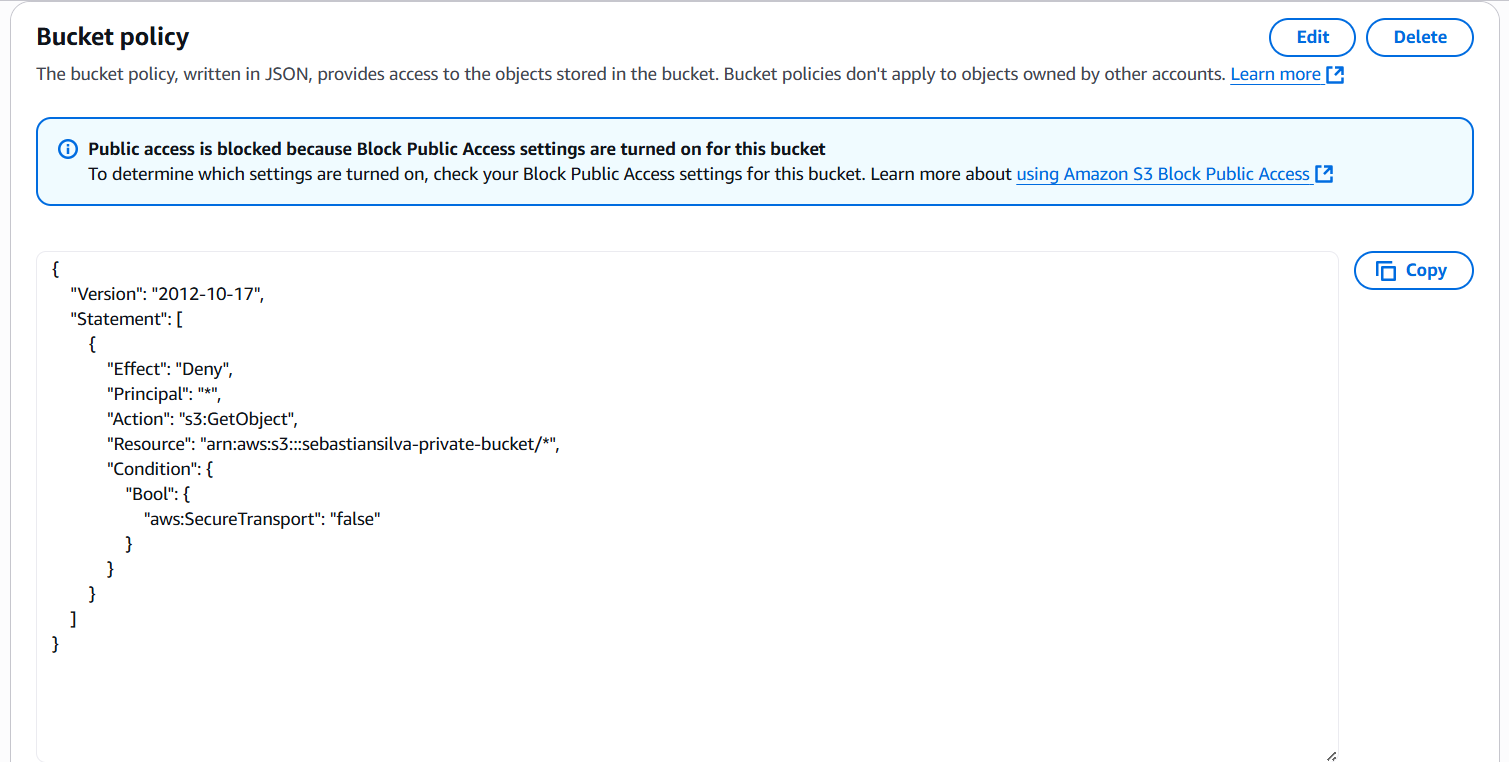 Bucket policy
Edit
Delete
The bucket policy, written in JSON, provides access to the objects stored in the bucket. Bucket policies don't apply to objects owned by other accounts. Learn more
Public access is blocked because Block Public Access settings are turned on for this bucket
To determine which settings are turned on, check your Block Public Access settings for this bucket. Learn more about using Amazon S3 Block Public Access
Copy
{
  "Version": "2012-10-17",
  "Statement": [
    {
      "Effect": "Deny",
      "Principal": "*",
      "Action": "s3:GetObject",
      "Resource": "arn:aws:s3:::sebastiansilva-private-bucket/*",
      "Condition": {
        "Bool": {
          "aws:SecureTransport": "false"
        }
      }
    }
  ]
}